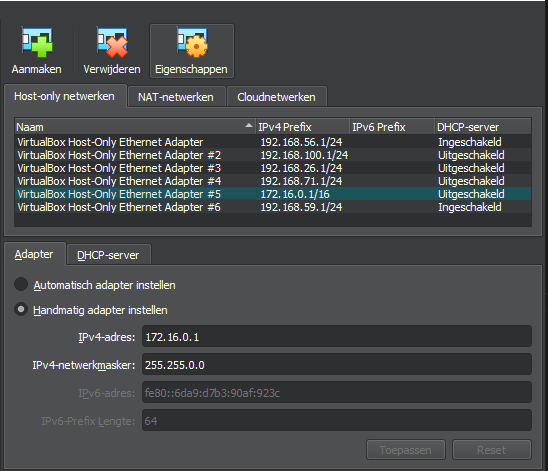 Aanmaken Verwijderen Eigenschappen
Host-only netwerken NAT-netwerken Cloudnetwerken
Naam IPv4 Prefix IPv6 Prefix DHCP-server
VirtualBox Host-Only Ethernet Adapter 192.168.56.1/24 Ingeschakeld
VirtualBox Host-Only Ethernet Adapter #2 192.168.100.1/24 Uitgeschakeld
VirtualBox Host-Only Ethernet Adapter #3 192.168.26.1/24 Uitgeschakeld
VirtualBox Host-Only Ethernet Adapter #4 192.168.71.1/24 Uitgeschakeld
VirtualBox Host-Only Ethernet Adapter #5 172.16.0.1/16 Uitgeschakeld
VirtualBox Host-Only Ethernet Adapter #6 192.168.59.1/24 Ingeschakeld
Adapter DHCP-server
Automatisch adapter instellen
Handmatig adapter instellen
IPv4-adres: 172.16.0.1
IPv4-netwerkmasker: 255.255.0.0
IPv6-adres: fe80::6da9:d7b3:90af:923c
IPv6-Prefix Lengte: 64
Toepassen Reset